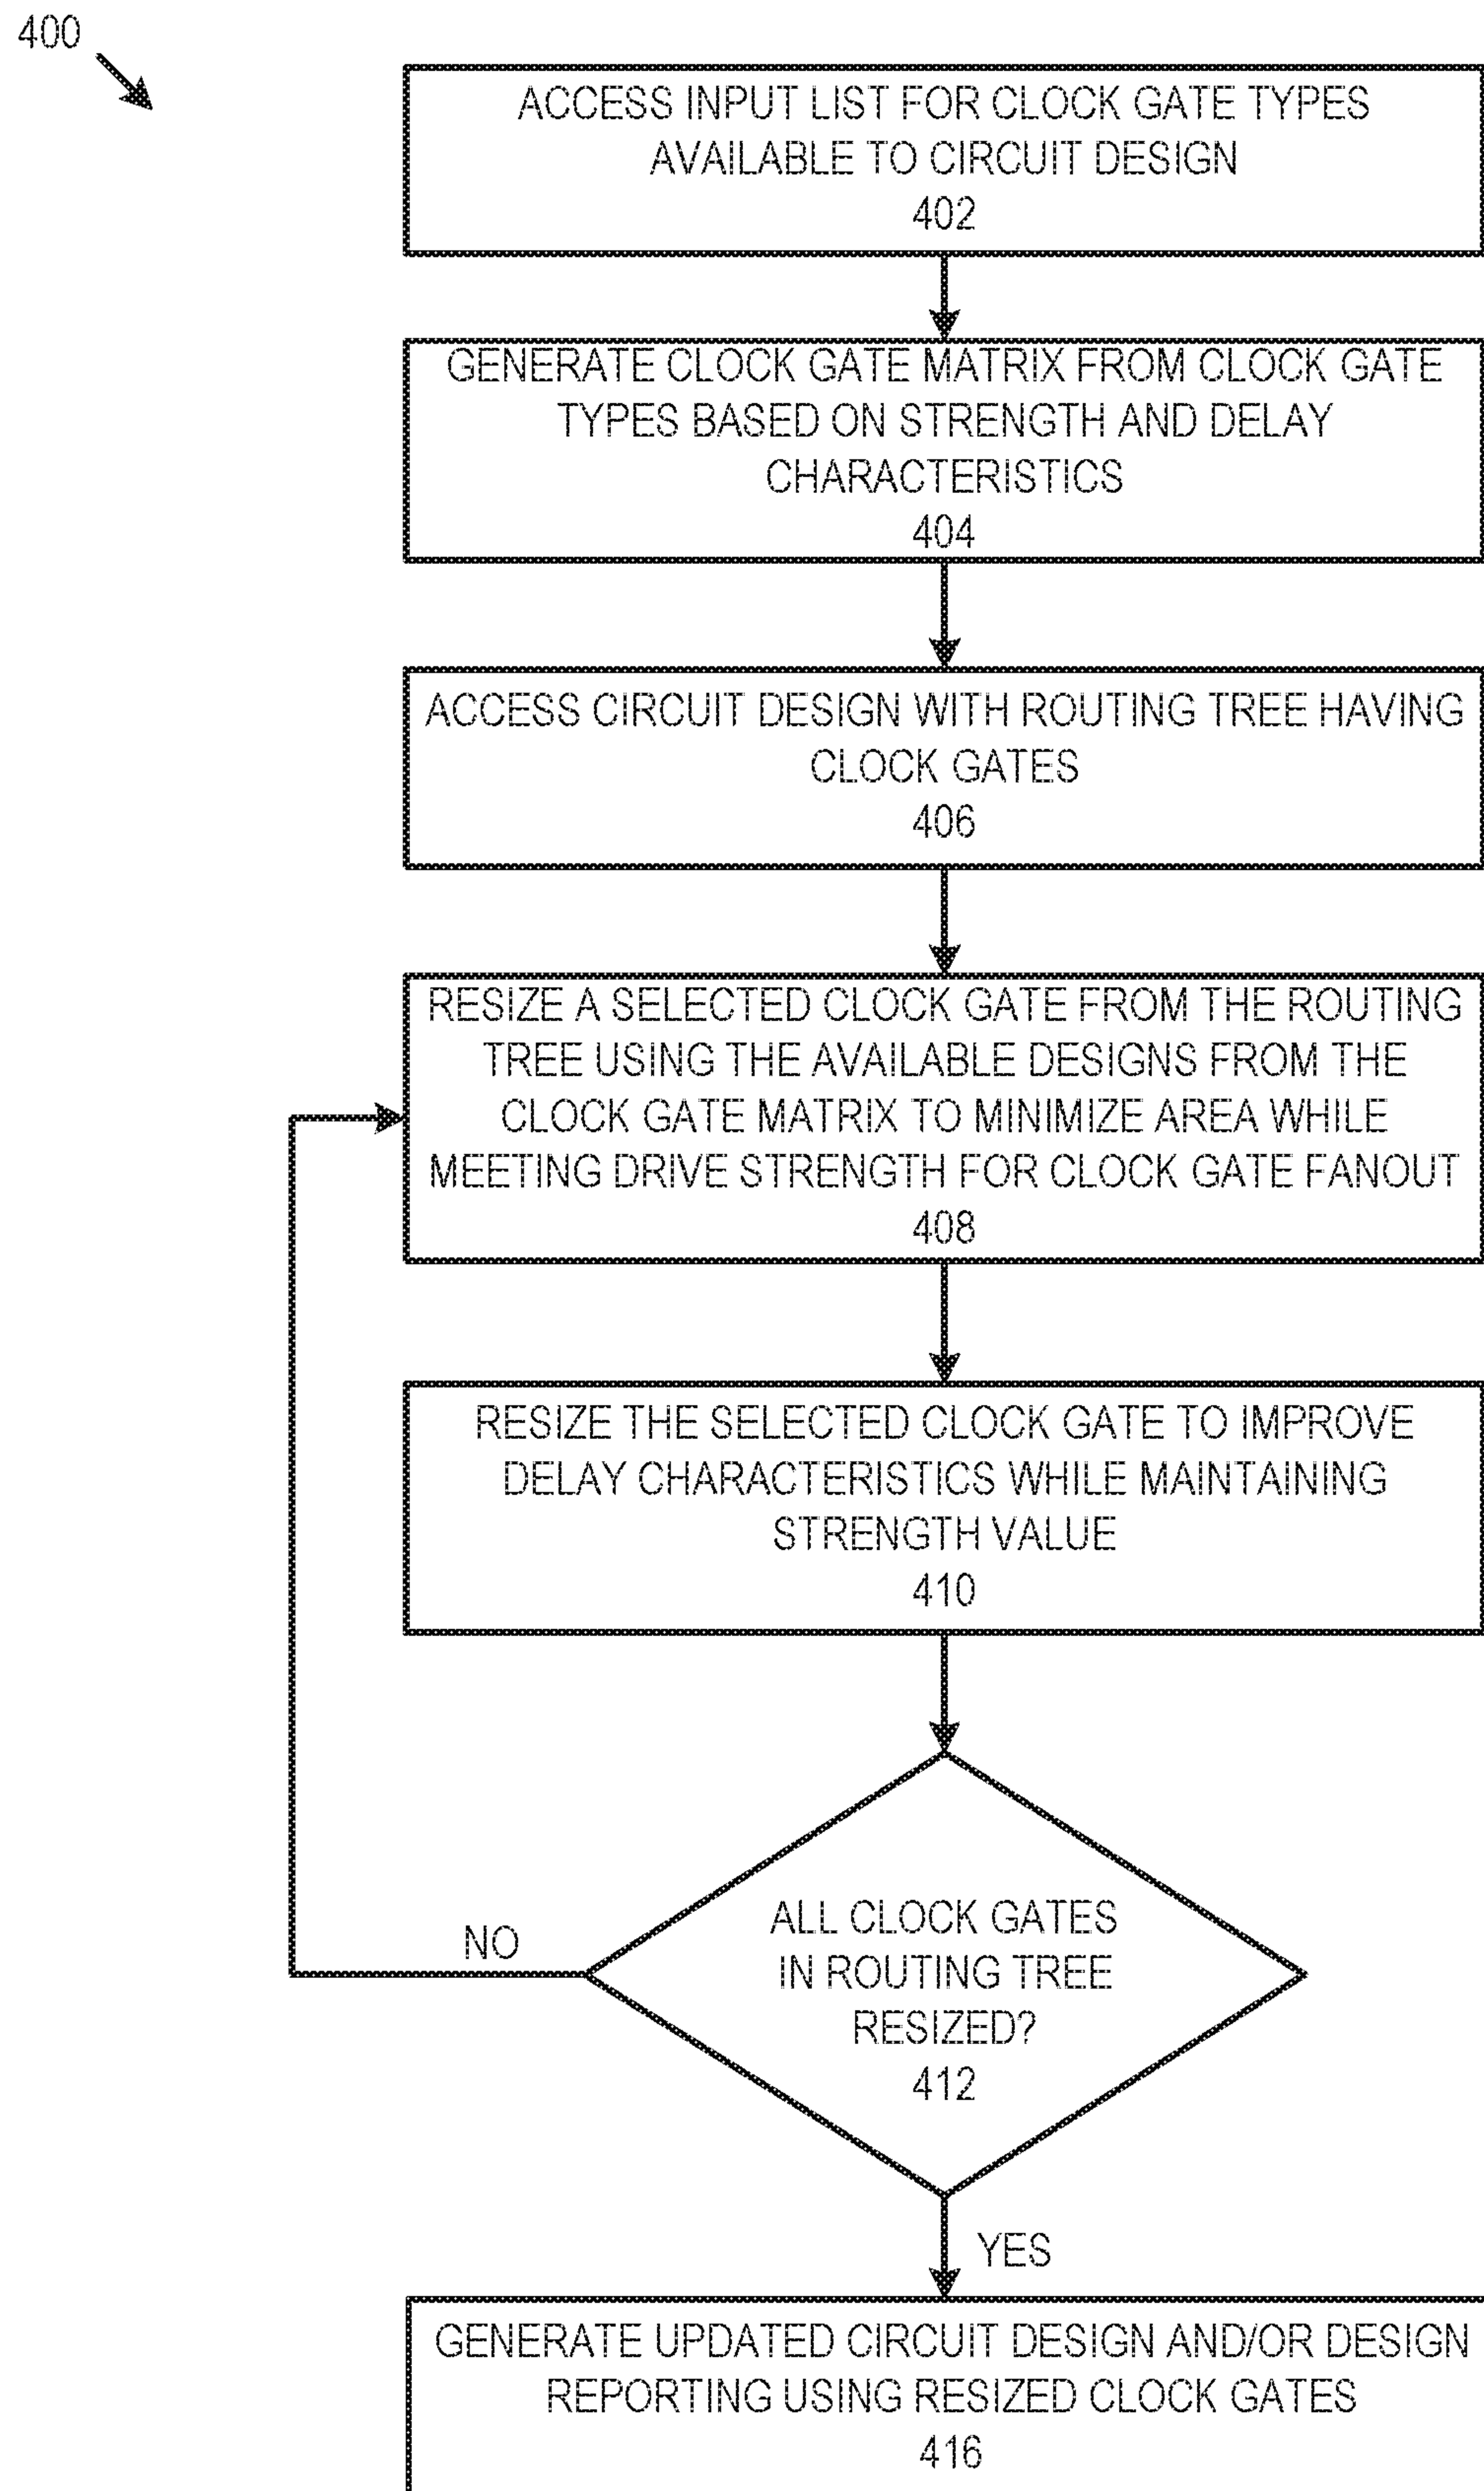 400
ACCESS INPUT LIST FOR CLOCK GATE TYPES
AVAILABLE TO CIRCUIT DESIGN
402
GENERATE CLOCK GATE MATRIX FROM CLOCK GATE
TYPES BASED ON STRENGTH AND DELAY
CHARACTERISTICS
404
ACCESS CIRCUIT DESIGN WITH ROUTING TREE HAVING
CLOCK GATES
406
RESIZE A SELECTED CLOCK GATE FROM THE ROUTING
TREE USING THE AVAILABLE DESIGNS FROM THE
CLOCK GATE MATRIX TO MINIMIZE AREA WHILE
MEETING DRIVE STRENGTH FOR CLOCK GATE FANOUT
408
RESIZE THE SELECTED CLOCK GATE TO IMPROVE
DELAY CHARACTERISTICS WHILE MAINTAINING
STRENGTH VALUE
410
ALL CLOCK GATES
IN ROUTING TREE
RESIZED?
412
NO
YES
GENERATE UPDATED CIRCUIT DESIGN AND/OR DESIGN
REPORTING USING RESIZED CLOCK GATES
416